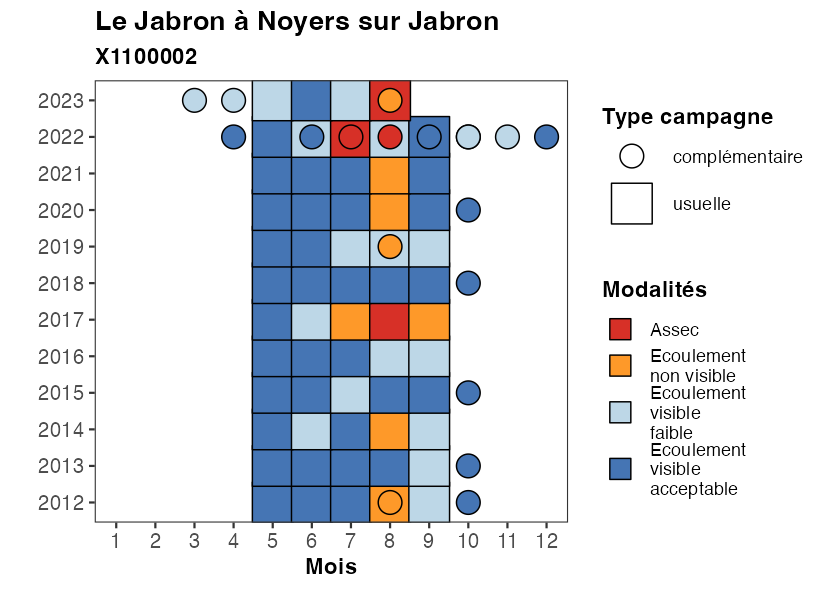 Le Jabron à Noyers sur Jabron
X1100002
2023
2022
2021
2020
2019
2018
2017
2016
2015
2014
2013
2012
1 2 3 4 5 6 7 8 9 10 11 12
Mois
Type campagne
complémentaire
usuelle
Modalités
Assec
Ecoulement
non visible
Ecoulement
visible
faible
Ecoulement
visible
acceptable